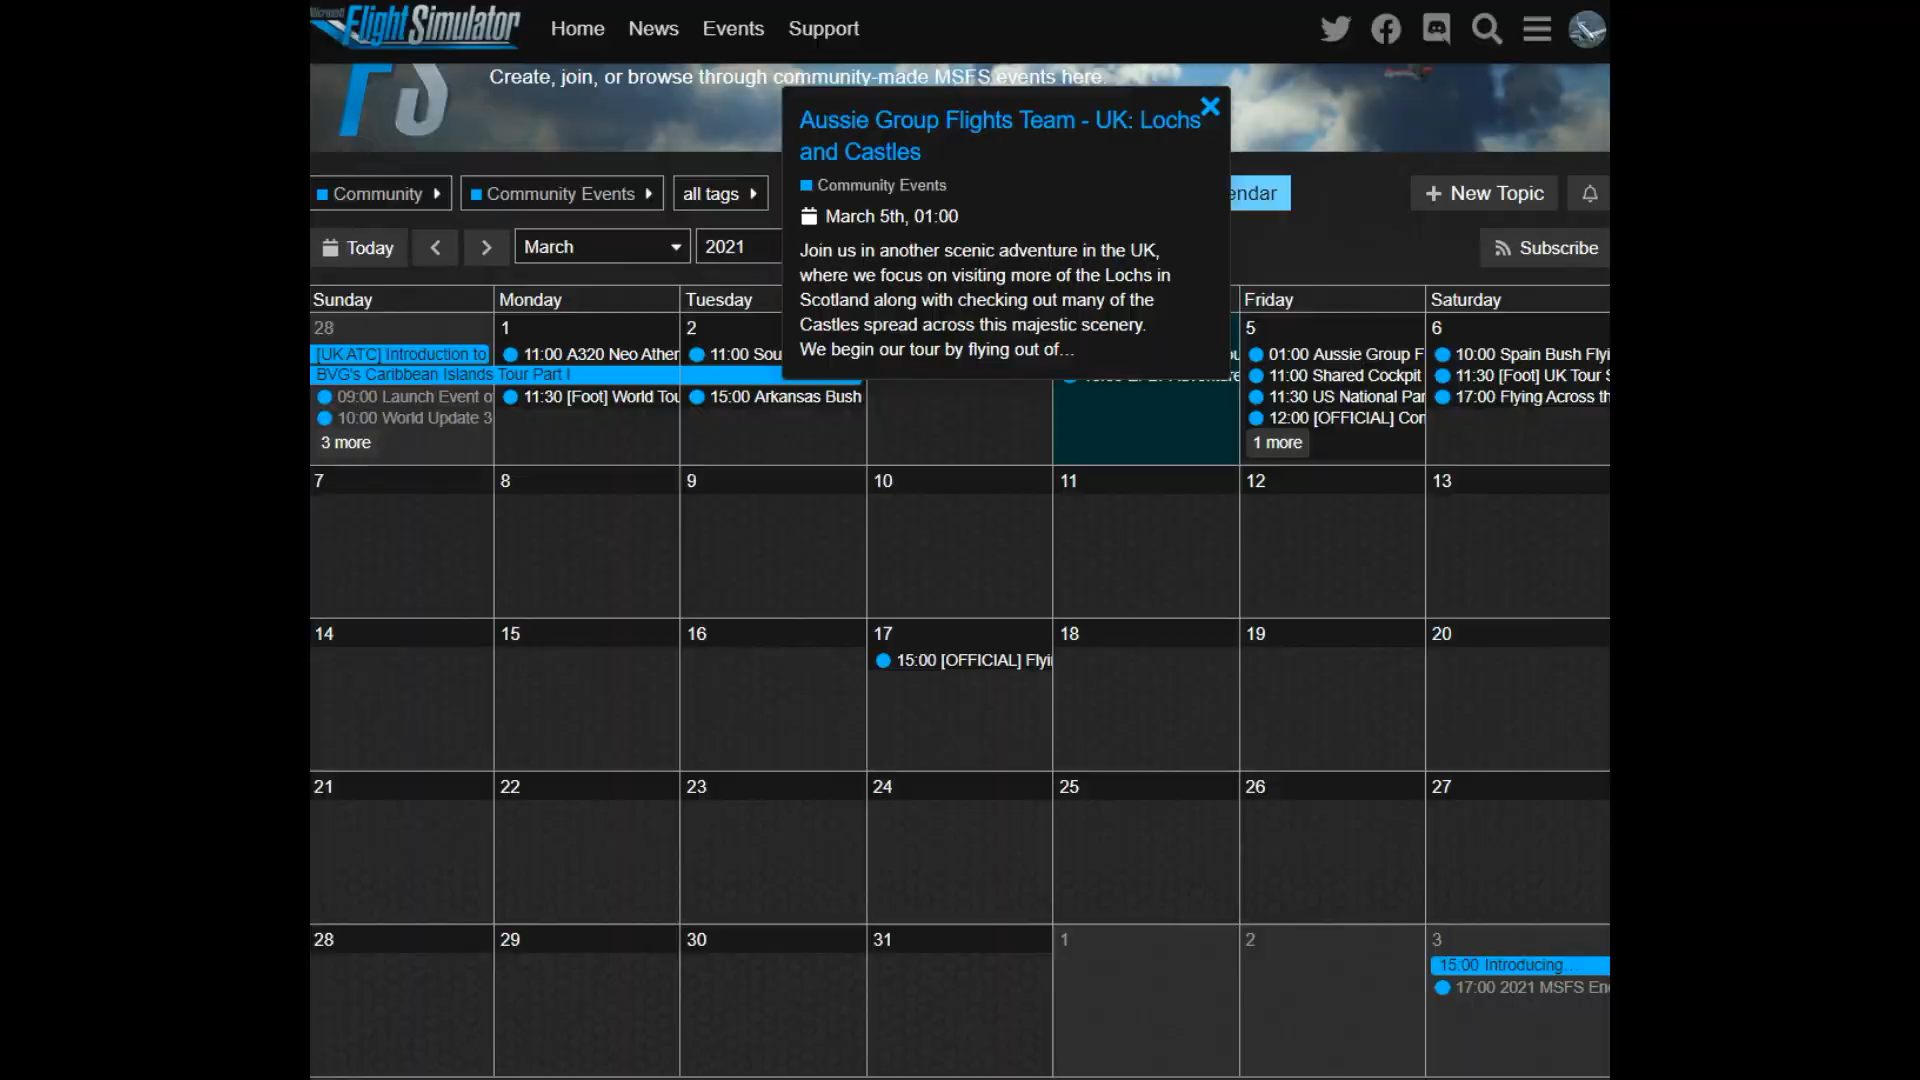 Microsoft
Flight Simulator
Home
News
Events
Support
FS
Create, join, or browse through community-made MSFS events here.
Aussie Group Flights Team - UK: Lochs
and Castles
Community Events
March 5th, 01:00
Join us in another scenic adventure in the UK,
where we focus on visiting more of the Lochs in
Scotland along with checking out many of the
Castles spread across this majestic scenery.
We begin our tour by flying out of...
Community
Community Events
all tags
endar
+ New Topic
Today
March
2021
Subscribe
Sunday
Monday
Tuesday
Friday
Saturday
28
1
2
5
6
[UK ATC] Introduction to
11:00 A320 Neo Ather
11:00 Sou
01:00 Aussie Group F
10:00 Spain Bush Flyi
BVG's Caribbean Islands Tour Part I
11:00 Shared Cockpit
11:30 [Foot] UK Tour S
09:00 Launch Event o
11:30 [Foot] World Tou
15:00 Arkansas Bush
11:30 US National Par
17:00 Flying Across th
10:00 World Update 3
12:00 [OFFICIAL] Con
3 more
1 more
7
8
9
10
11
12
13
14
15
16
17
18
19
20
15:00 [OFFICIAL] Flyi
21
22
23
24
25
26
27
28
29
30
31
1
2
3
15:00 Introducing...
17:00 2021 MSFS En